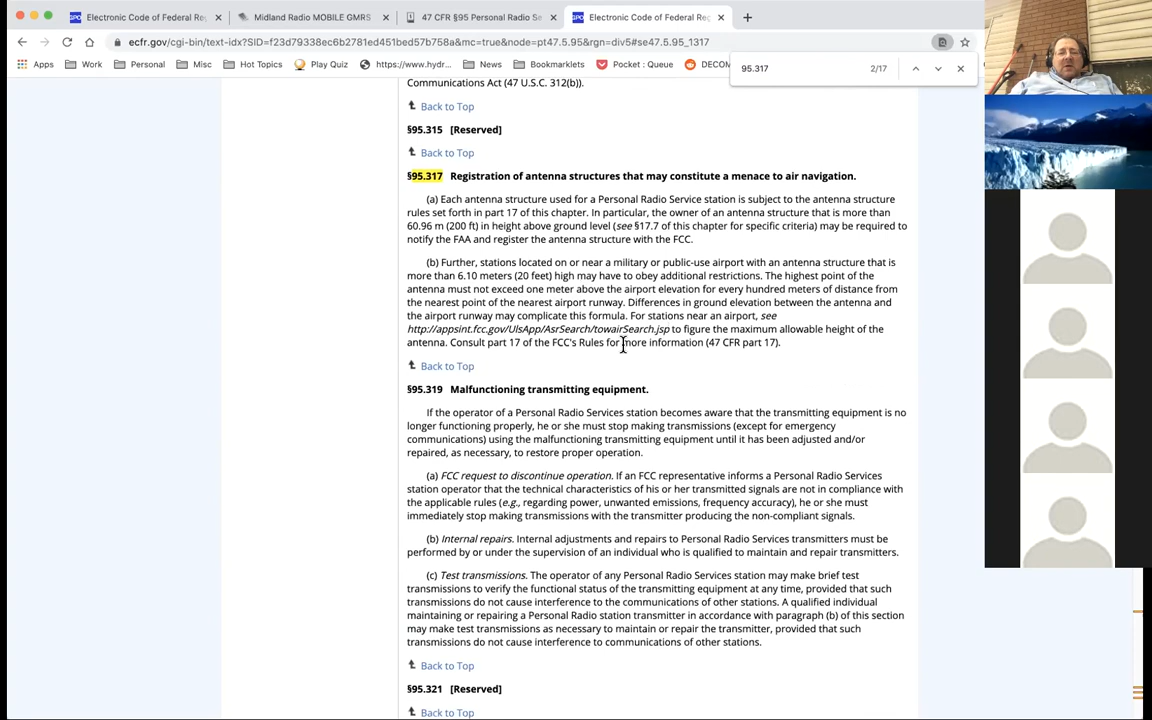 Electronic Code of Federal Reg
Midland Radio MOBILE GMRS
47 CFR §95 Personal Radio Se
Electronic Code of Federal Reg
ecfr.gov/cgi-bin/text-idx?SID=f23d79338ec6b2781ed451bed57b758a&mc=true&node=pt47.5.95&rgn=div5#se47.5.95_1317
Apps
Work
Personal
Misc
Hot Topics
Play Quiz
https://www.hydr...
News
Bookmarklets
Pocket : Queue
DECOM
95.317
2/17
Communications Act (47 U.S.C. 312(b)).
Back to Top
§95.315 [Reserved]
Back to Top
§95.317 Registration of antenna structures that may constitute a menace to air navigation.
(a) Each antenna structure used for a Personal Radio Service station is subject to the antenna structure
rules set forth in part 17 of this chapter. In particular, the owner of an antenna structure that is more than
60.96 m (200 ft) in height above ground level (see §17.7 of this chapter for specific criteria) may be required to
notify the FAA and register the antenna structure with the FCC.
(b) Further, stations located on or near a military or public-use airport with an antenna structure that is
more than 6.10 meters (20 feet) high may have to obey additional restrictions. The highest point of the
antenna must not exceed one meter above the airport elevation for every hundred meters of distance from
the nearest point of the nearest airport runway. Differences in ground elevation between the antenna and
the airport runway may complicate this formula. For stations near an airport, see
http://appsint.fcc.gov/UlsApp/AsrSearch/towairSearch.jsp to figure the maximum allowable height of the
antenna. Consult part 17 of the FCC's Rules for more information (47 CFR part 17).
Back to Top
§95.319 Malfunctioning transmitting equipment.
If the operator of a Personal Radio Services station becomes aware that the transmitting equipment is no
longer functioning properly, he or she must stop making transmissions (except for emergency
communications) using the malfunctioning transmitting equipment until it has been adjusted and/or
repaired, as necessary, to restore proper operation.
(a) FCC request to discontinue operation. If an FCC representative informs a Personal Radio Services
station operator that the technical characteristics of his or her transmitted signals are not in compliance with
the applicable rules (e.g., regarding power, unwanted emissions, frequency accuracy), he or she must
immediately stop making transmissions with the transmitter producing the non-compliant signals.
(b) Internal repairs. Internal adjustments and repairs to Personal Radio Services transmitters must be
performed by or under the supervision of an individual who is qualified to maintain and repair transmitters.
(c) Test transmissions. The operator of any Personal Radio Services station may make brief test
transmissions to verify the functional status of the transmitting equipment at any time, provided that such
transmissions do not cause interference to the communications of other stations. A qualified individual
maintaining or repairing a Personal Radio station transmitter in accordance with paragraph (b) of this section
may make test transmissions as necessary to maintain or repair the transmitter, provided that such
transmissions do not cause interference to communications of other stations.
Back to Top
§95.321 [Reserved]
Back to Top